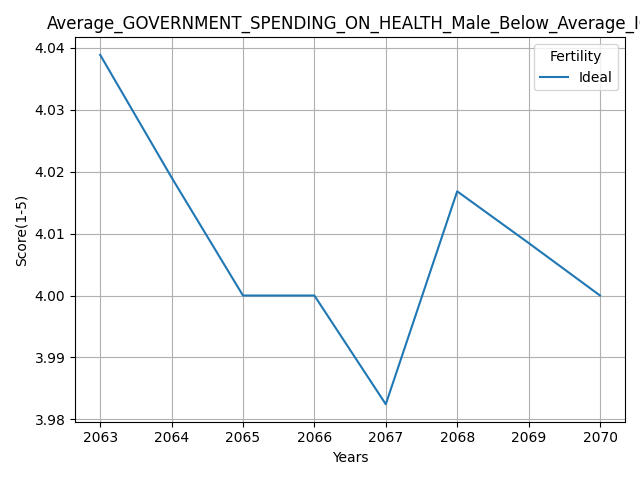 Average_GOVERNMENT_SPENDING_ON_HEALTH_Male_Below_Average_I
Fertility
Ideal
Score(1-5)
4.04
4.03
4.02
4.01
4.00
3.99
3.98
2063 2064 2065 2066 2067 2068 2069 2070
Years